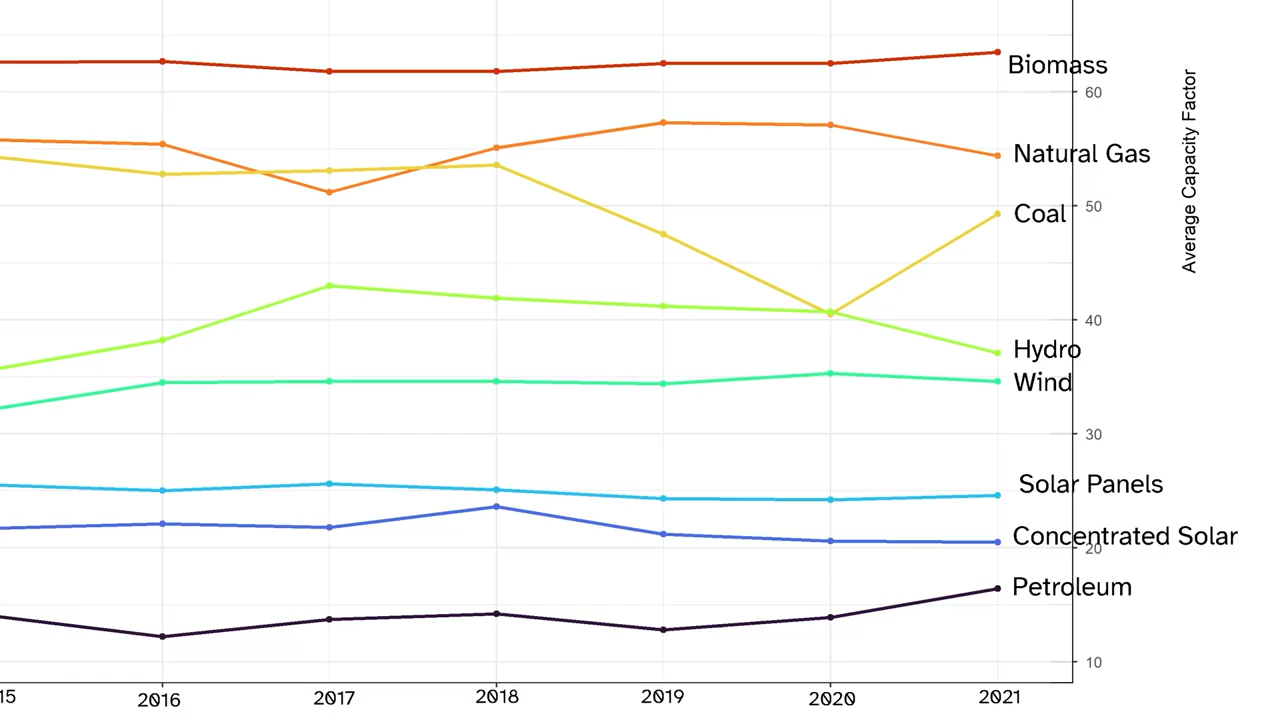 Biomass
60
Average Capacity Factor
Natural Gas
50
Coal
40
Hydro
Wind
30
Solar Panels
Concentrated Solar
20
Petroleum
10
15 2016 2017 2018 2019 2020 2021